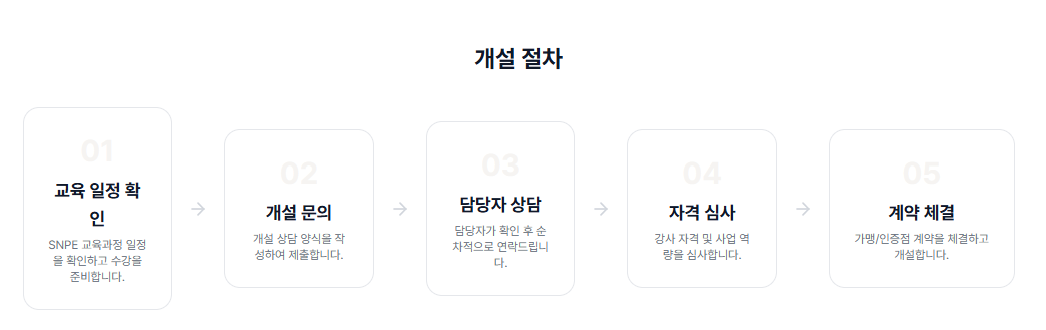 개설 절차
01
교육 일정 확
인
SNPE 교육과정 일정
을 확인하고 수강을
준비합니다.
02
개설 문의
개설 상담 양식을 작
성하여 제출합니다.
03
담당자 상담
담당자가 확인 후 순
차적으로 연락드립니
다.
04
자격 심사
강사 자격 및 사업 역
량을 심사합니다.
05
계약 체결
가맹/인증점 계약을 체결하고
개설합니다.